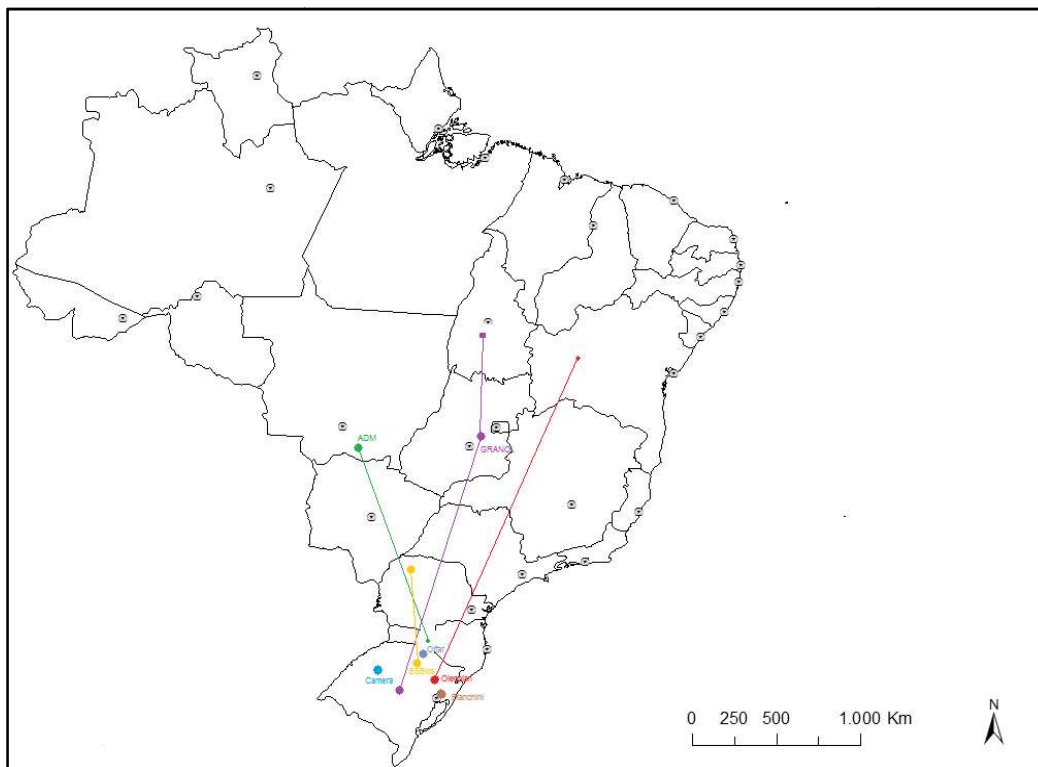 ADM
GRANOL
Olfar
BSBios
Camera
Oleoplan
Bianchini
0 250 500 1.000 Km
N